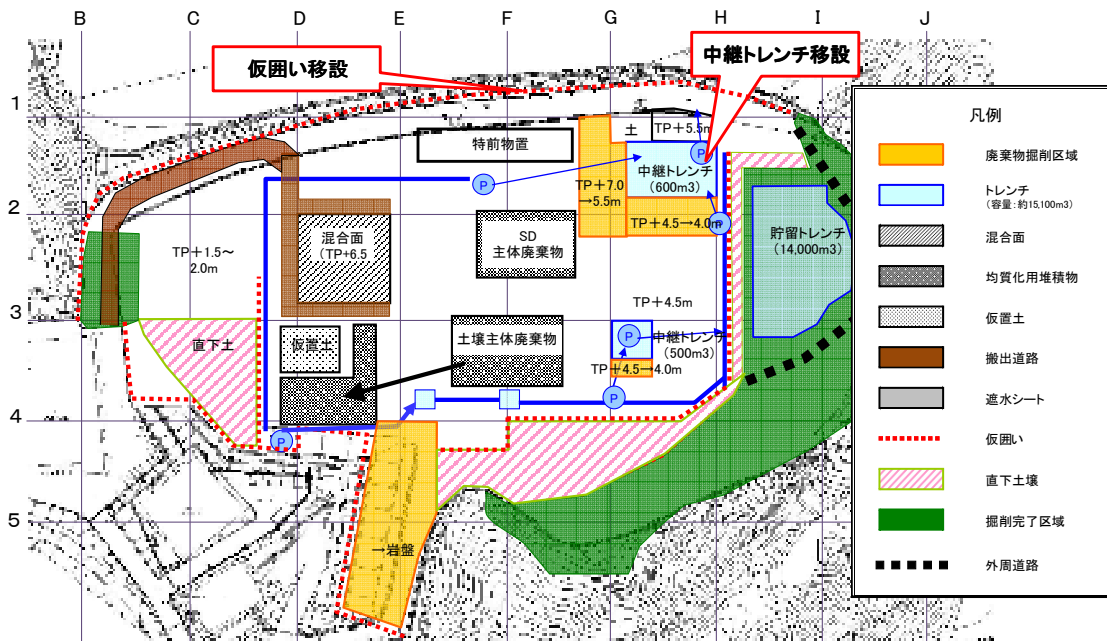 B C D E F G H I J
仮囲い移設
中継トレンチ移設
1
特前物置
土
TP+5.5m
凡例
廃棄物掘削区域
P
P
中継トレンチ
(600m3)
TP+7.0
→5.5m
トレンチ
(容量:約15,100m3)
2
混合面
(TP+6.5
SD
主体廃棄物
TP+4.5→4.0m
P
貯留トレンチ
(14,000m3)
混合面
TP+1.5~
2.0m
均質化用堆積物
TP+4.5m
3
仮置土
直下土
仮置土
土壌主体廃棄物
P
中継トレンチ
(500m3)
搬出道路
TP+4.5→4.0m
P
遮水シート
4
P
仮囲い
直下土壌
5
掘削完了区域
→岩盤
外周道路